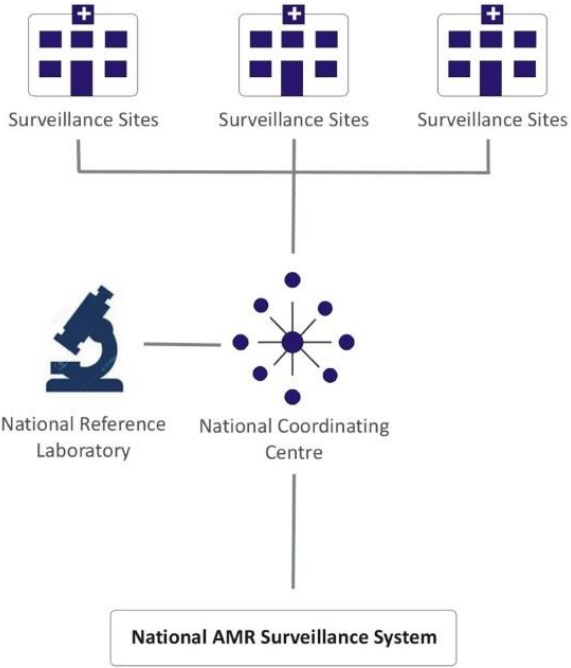 Surveillance Sites
Surveillance Sites
Surveillance Sites
National Reference
Laboratory
National Coordinating
Centre
National AMR Surveillance System